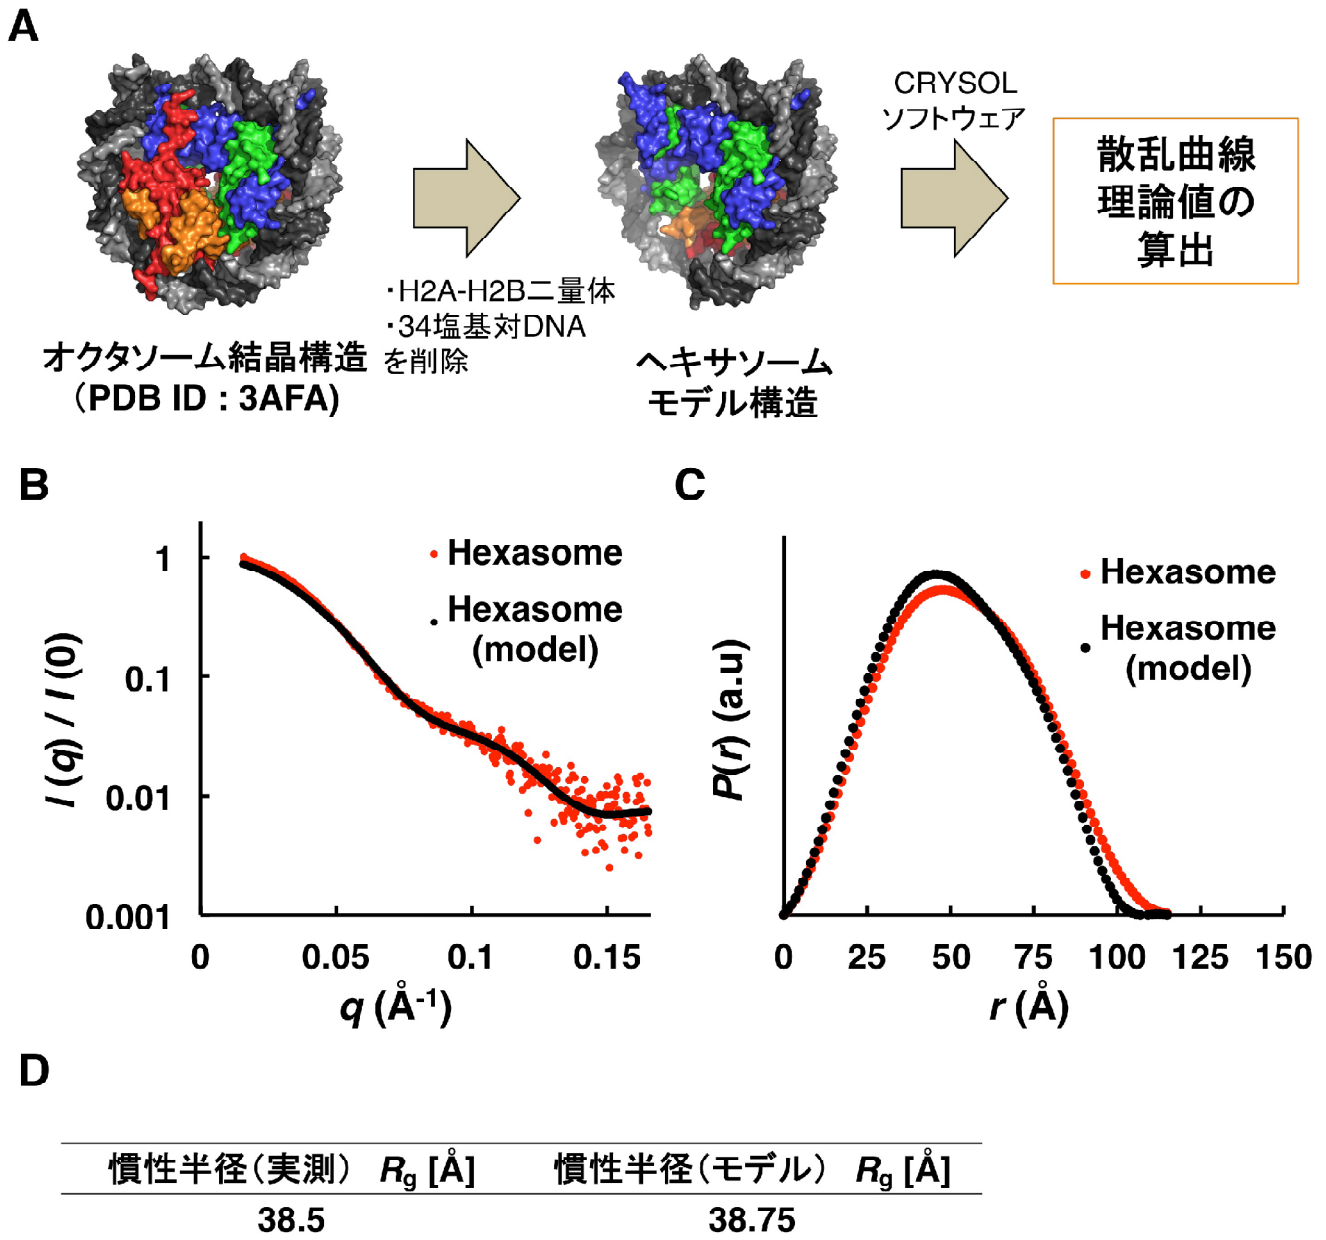 A
CRYSOL
ソフトウェア
散乱曲線
理論値の
算出
・H2A-H2B二量体
・34塩基対DNA
を削除
オクタソーム結晶構造
（PDB ID : 3AFA)
ヘキサソーム
モデル構造
B
I (q) / I (0)
1
0.1
0.01
0.001
Hexasome
Hexasome
(model)
0 0.05 0.1 0.15
q (Å-1)
C
P(r) (a.u)
Hexasome
Hexasome
(model)
0 25 50 75 100 125 150
r (Å)
D
慣性半径（実測） Rg [Å] 慣性半径（モデル） Rg [Å]
38.5 38.75